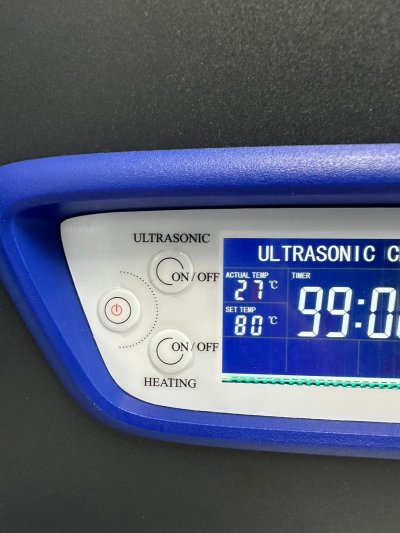 ULTRASONIC
ON/OFF
ULTRASONIC C
ACTUAL TEMP
27°C
TIMER
SET TEMP
80°C
99:0
ON/OFF
HEATING